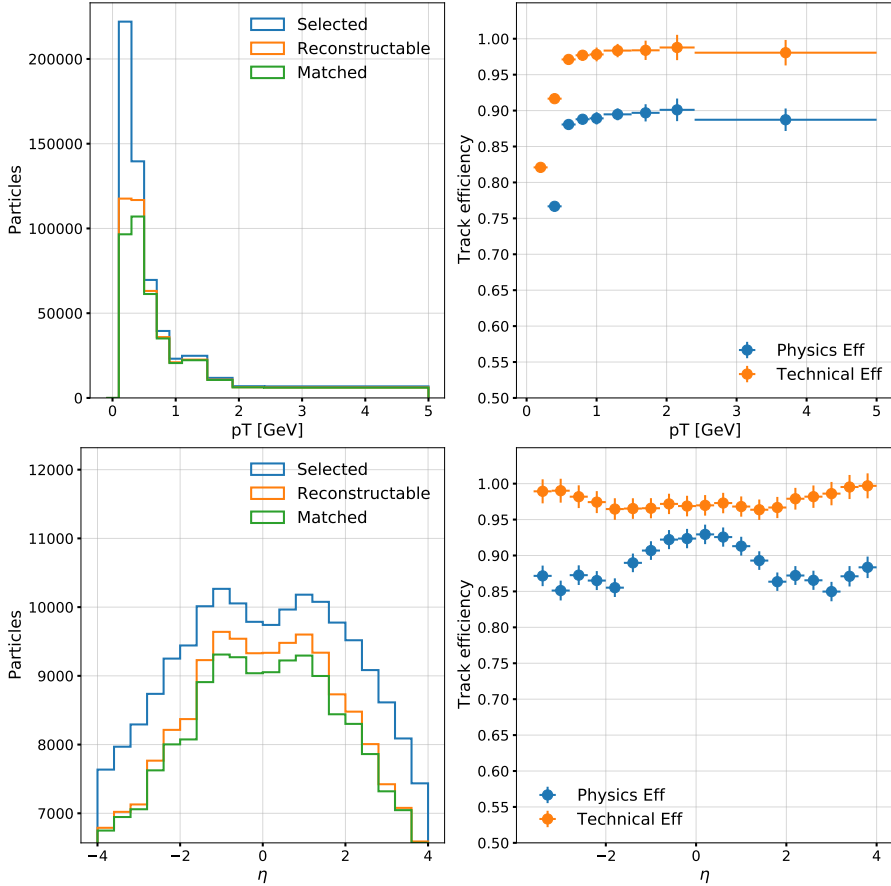 Selected
Reconstructable
Matched
Particles
200000
150000
100000
50000
0
0 1 2 3 4 5
pT [GeV]
Track efficiency
1.00
0.95
0.90
0.85
0.80
0.75
0.70
0.65
0.60
0.55
0.50
Physics Eff
Technical Eff
0 1 2 3 4 5
pT [GeV]
Selected
Reconstructable
Matched
Particles
12000
11000
10000
9000
8000
7000
−4 −2 0 2 4
η
Track efficiency
1.00
0.95
0.90
0.85
0.80
0.75
0.70
0.65
0.60
0.55
0.50
Physics Eff
Technical Eff
−2 0 2 4
η